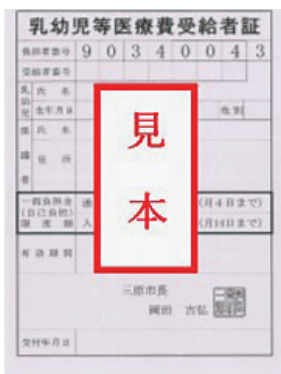 乳幼児等医療費受給者証
負担者番号 9 0 3 4 0 0 4 3
受給者番号
乳幼児 氏 名
生年月日 性別
保護者 氏 名
住 所
一部負担金
(自己負担)
限度額
通 (月4日まで)
入 (月14日まで)
有効期間
見本
三原市長
岡田 吉弘
交付年月日